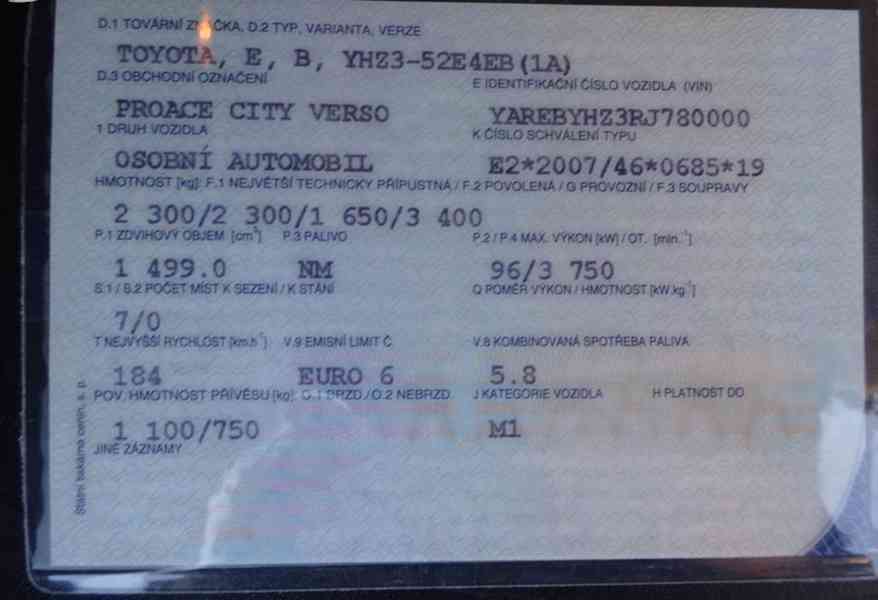 D.1 TOVÁRNÍ ZNAČKA, D.2 TYP, VARIANTA, VERZE
TOYOTA, E, B, YHZ3-52E4EB(1A)
D.3 OBCHODNÍ OZNAČENÍ E IDENTIFIKAČNÍ ČÍSLO VOZIDLA (VIN)
PROACE CITY VERSO YAREBYHZ3RJ780000
1 DRUH VOZIDLA K ČÍSLO SCHVÁLENÍ TYPU
OSOBNÍ AUTOMOBIL E2*2007/46*0685*19
HMOTNOST [kg]: F.1 NEJVĚTŠÍ TECHNICKY PŘÍPUSTNÁ / F.2 POVOLENÁ / G PROVOZNÍ / F.3 SOUPRAVY
2 300/2 300/1 650/3 400
P.1 ZDVIHOVÝ OBJEM [cm³] P.3 PALIVO P.2 / P.4 MAX. VÝKON [kW] / OT. [min.⁻¹]
1 499.0 NM 96/3 750
S.1 / S.2 POČET MÍST K SEZENÍ / K STÁNÍ Q POMĚR VÝKON / HMOTNOST [kW.kg⁻¹]
7/0
T NEJVYŠŠÍ RYCHLOST [km.h⁻¹] V.9 EMISNÍ LIMIT Č. V.8 KOMBINOVANÁ SPOTŘEBA PALIVA
184 EURO 6 5.8
POV. HMOTNOST PŘÍVĚSU [kg]: O.1 BRZD./O.2 NEBRZD. J KATEGORIE VOZIDLA H PLATNOST DO
1 100/750 M1
JINÉ ZÁZNAMY
Státní tiskárna cenin, s. p.